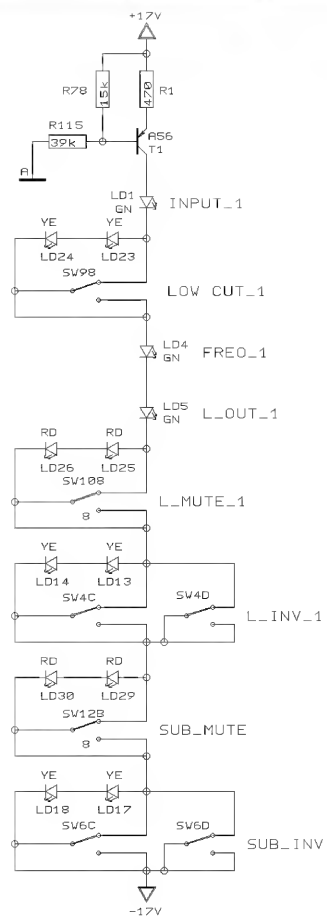 +17V
R78
15k
470
R1
R115
39k
A56
T1
A
LD1
GN
INPUT_1
YE
YE
LD24
LD23
SW98
LOW CUT_1
LD4
GN
FREO_1
LD5
GN
L_OUT_1
RD
RD
LD26
LD25
SW108
8
L_MUTE_1
YE
YE
LD14
LD13
SW4C
SW4D
L_INV_1
RD
RD
LD30
LD29
SW12B
8
SUB_MUTE
YE
YE
LD18
LD17
SW6C
SW6D
SUB_INV
-17V